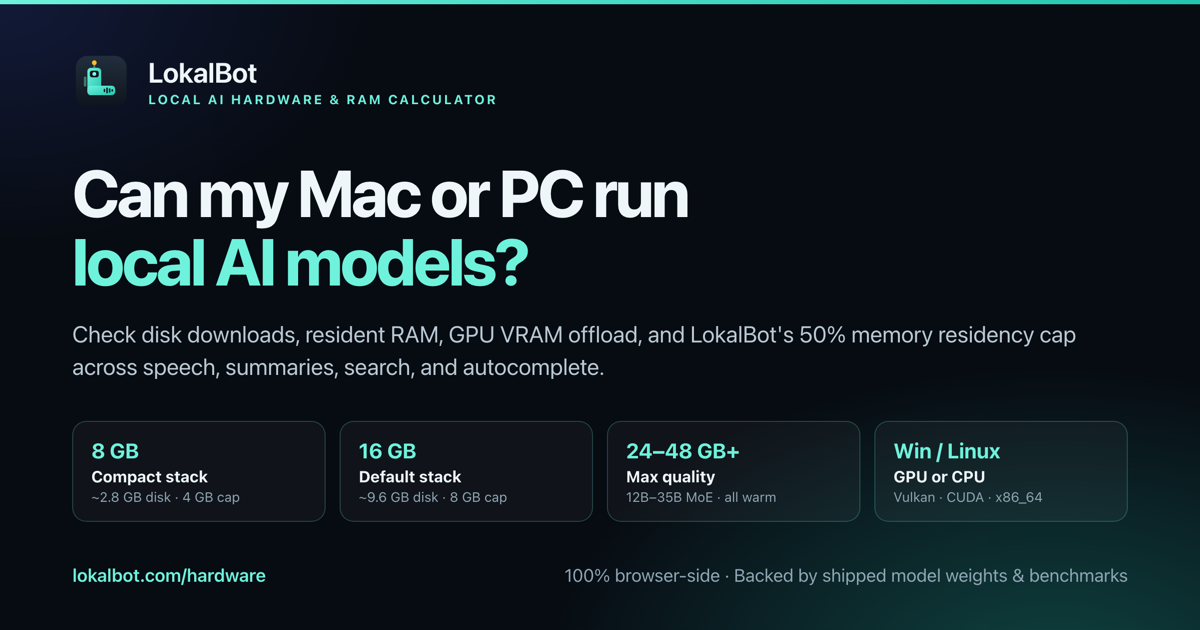 LokalBot
LOCAL AI HARDWARE & RAM CALCULATOR
Can my Mac or PC run
local AI models?
Check disk downloads, resident RAM, GPU VRAM offload, and LokalBot's 50% memory residency cap
across speech, summaries, search, and autocomplete.
8 GB
Compact stack
~2.8 GB disk · 4 GB cap
16 GB
Default stack
~9.6 GB disk · 8 GB cap
24–48 GB+
Max quality
12B–35B MoE · all warm
Win / Linux
GPU or CPU
Vulkan · CUDA · x86_64
lokalbot.com/hardware
100% browser-side · Backed by shipped model weights & benchmarks